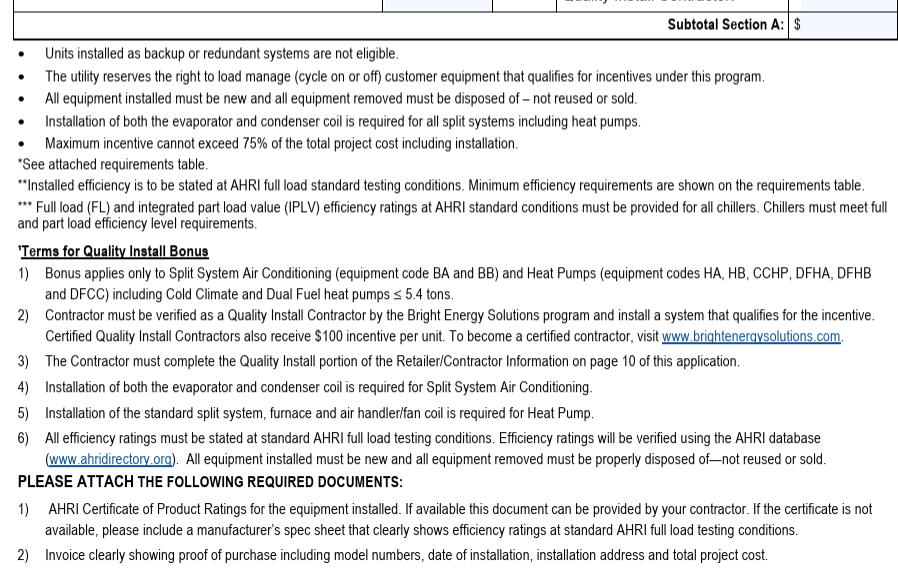 Subtotal Section A: $
• Units installed as backup or redundant systems are not eligible.
• The utility reserves the right to load manage (cycle on or off) customer equipment that qualifies for incentives under this program.
• All equipment installed must be new and all equipment removed must be disposed of – not reused or sold.
• Installation of both the evaporator and condenser coil is required for all split systems including heat pumps.
• Maximum incentive cannot exceed 75% of the total project cost including installation.
*See attached requirements table.
**Installed efficiency is to be stated at AHRI full load standard testing conditions. Minimum efficiency requirements are shown on the requirements table.
*** Full load (FL) and integrated part load value (IPLV) efficiency ratings at AHRI standard conditions must be provided for all chillers. Chillers must meet full
and part load efficiency level requirements.
¹Terms for Quality Install Bonus
1) Bonus applies only to Split System Air Conditioning (equipment code BA and BB) and Heat Pumps (equipment codes HA, HB, CCHP, DFHA, DFHB
and DFCC) including Cold Climate and Dual Fuel heat pumps ≤ 5.4 tons.
2) Contractor must be verified as a Quality Install Contractor by the Bright Energy Solutions program and install a system that qualifies for the incentive.
Certified Quality Install Contractors also receive $100 incentive per unit. To become a certified contractor, visit www.brightenergysolutions.com.
3) The Contractor must complete the Quality Install portion of the Retailer/Contractor Information on page 10 of this application.
4) Installation of both the evaporator and condenser coil is required for Split System Air Conditioning.
5) Installation of the standard split system, furnace and air handler/fan coil is required for Heat Pump.
6) All efficiency ratings must be stated at standard AHRI full load testing conditions. Efficiency ratings will be verified using the AHRI database
(www.ahridirectory.org). All equipment installed must be new and all equipment removed must be properly disposed of—not reused or sold.
PLEASE ATTACH THE FOLLOWING REQUIRED DOCUMENTS:
1) AHRI Certificate of Product Ratings for the equipment installed. If available this document can be provided by your contractor. If the certificate is not
available, please include a manufacturer's spec sheet that clearly shows efficiency ratings at standard AHRI full load testing conditions.
2) Invoice clearly showing proof of purchase including model numbers, date of installation, installation address and total project cost.